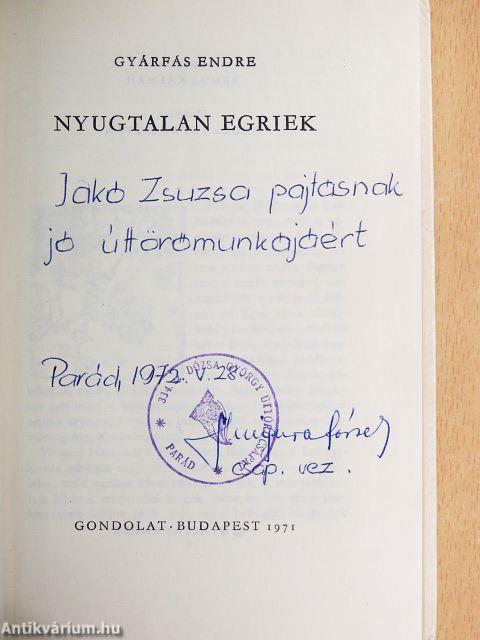 GYÁRFÁS ENDRE
NYUGTALAN EGRIEK
Jakó Zsuzsa pajtásnak
jó úttörőmunkájáért
Parád, 1972. V. 28
DÓZSA GYÖRGY ÚTTÖRŐCSAPAT
PARÁD
csap. vez.
GONDOLAT · BUDAPEST 1971
Antikvárium.hu